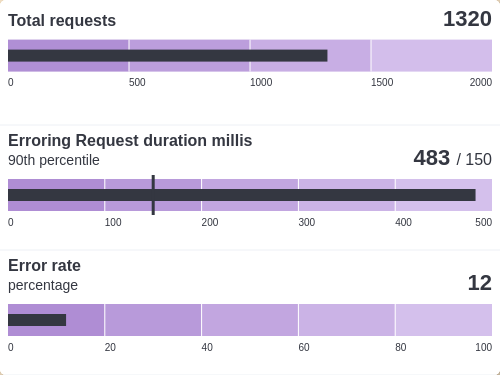 Total requests 1320
0 500 1000 1500 2000
Erroring Request duration millis
90th percentile 483 / 150
0 100 200 300 400 500
Error rate
percentage 12
0 20 40 60 80 100